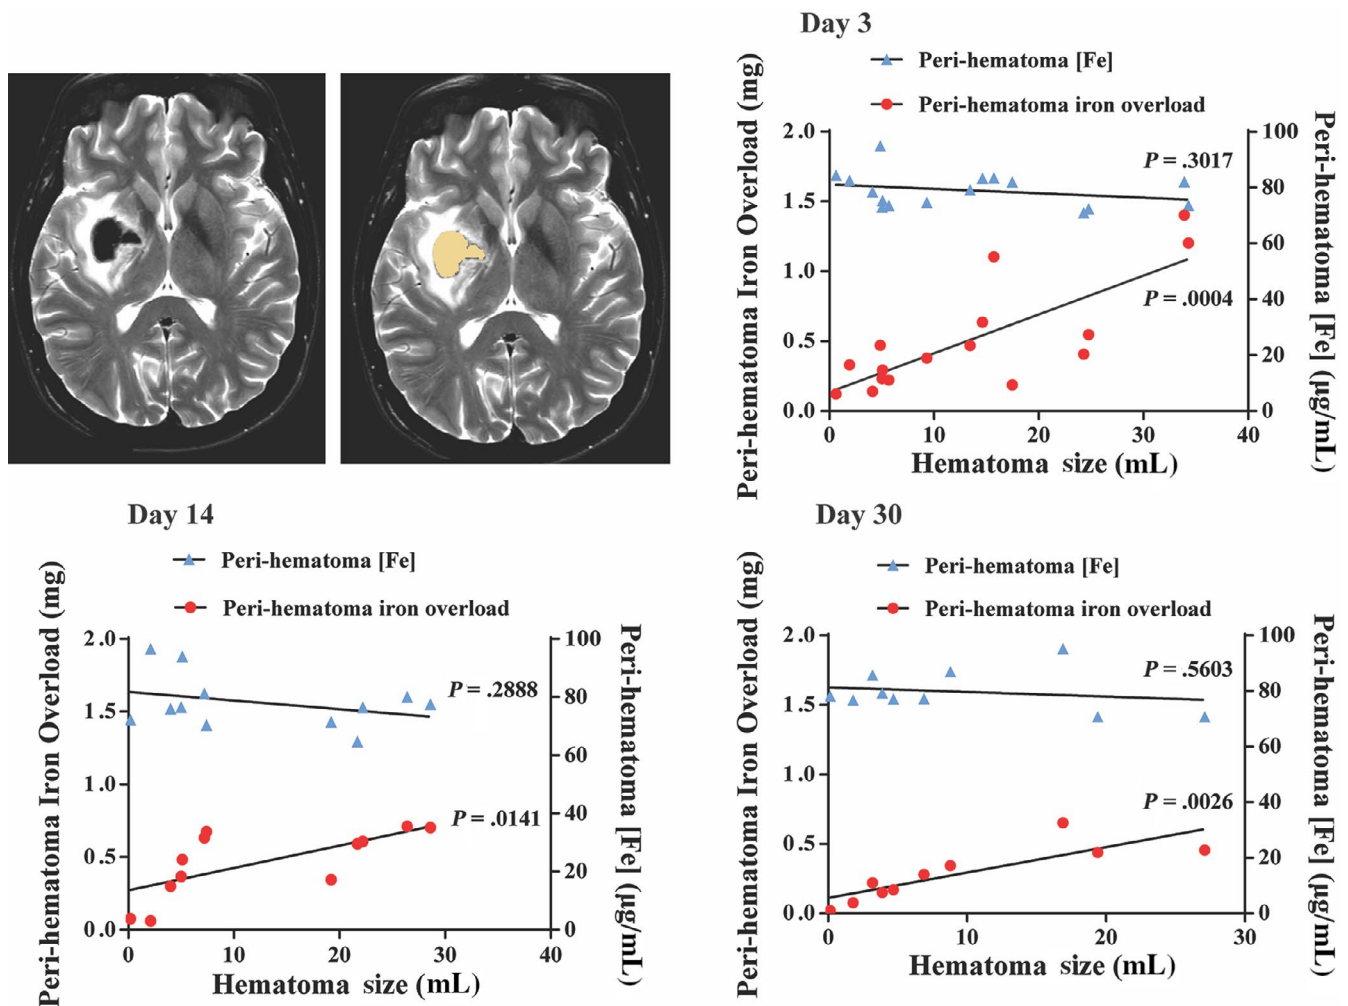 Day 3
Peri-hematoma [Fe]
Peri-hematoma iron overload
Peri-hematoma Iron Overload (mg)
2.0
1.5
1.0
0.5
0.0
P = .3017
P = .0004
100
80
60
40
20
0
Peri-hematoma [Fe] (µg/mL)
0 10 20 30 40
Hematoma size (mL)
Day 14
Peri-hematoma [Fe]
Peri-hematoma iron overload
Peri-hematoma Iron Overload (mg)
2.0
1.5
1.0
0.5
0.0
P = .2888
P = .0141
100
80
60
40
20
0
Peri-hematoma [Fe] (µg/mL)
0 10 20 30 40
Hematoma size (mL)
Day 30
Peri-hematoma [Fe]
Peri-hematoma iron overload
Peri-hematoma Iron Overload (mg)
2.0
1.5
1.0
0.5
0.0
P = .5603
P = .0026
100
80
60
40
20
0
Peri-hematoma [Fe] (µg/mL)
0 10 20 30
Hematoma size (mL)